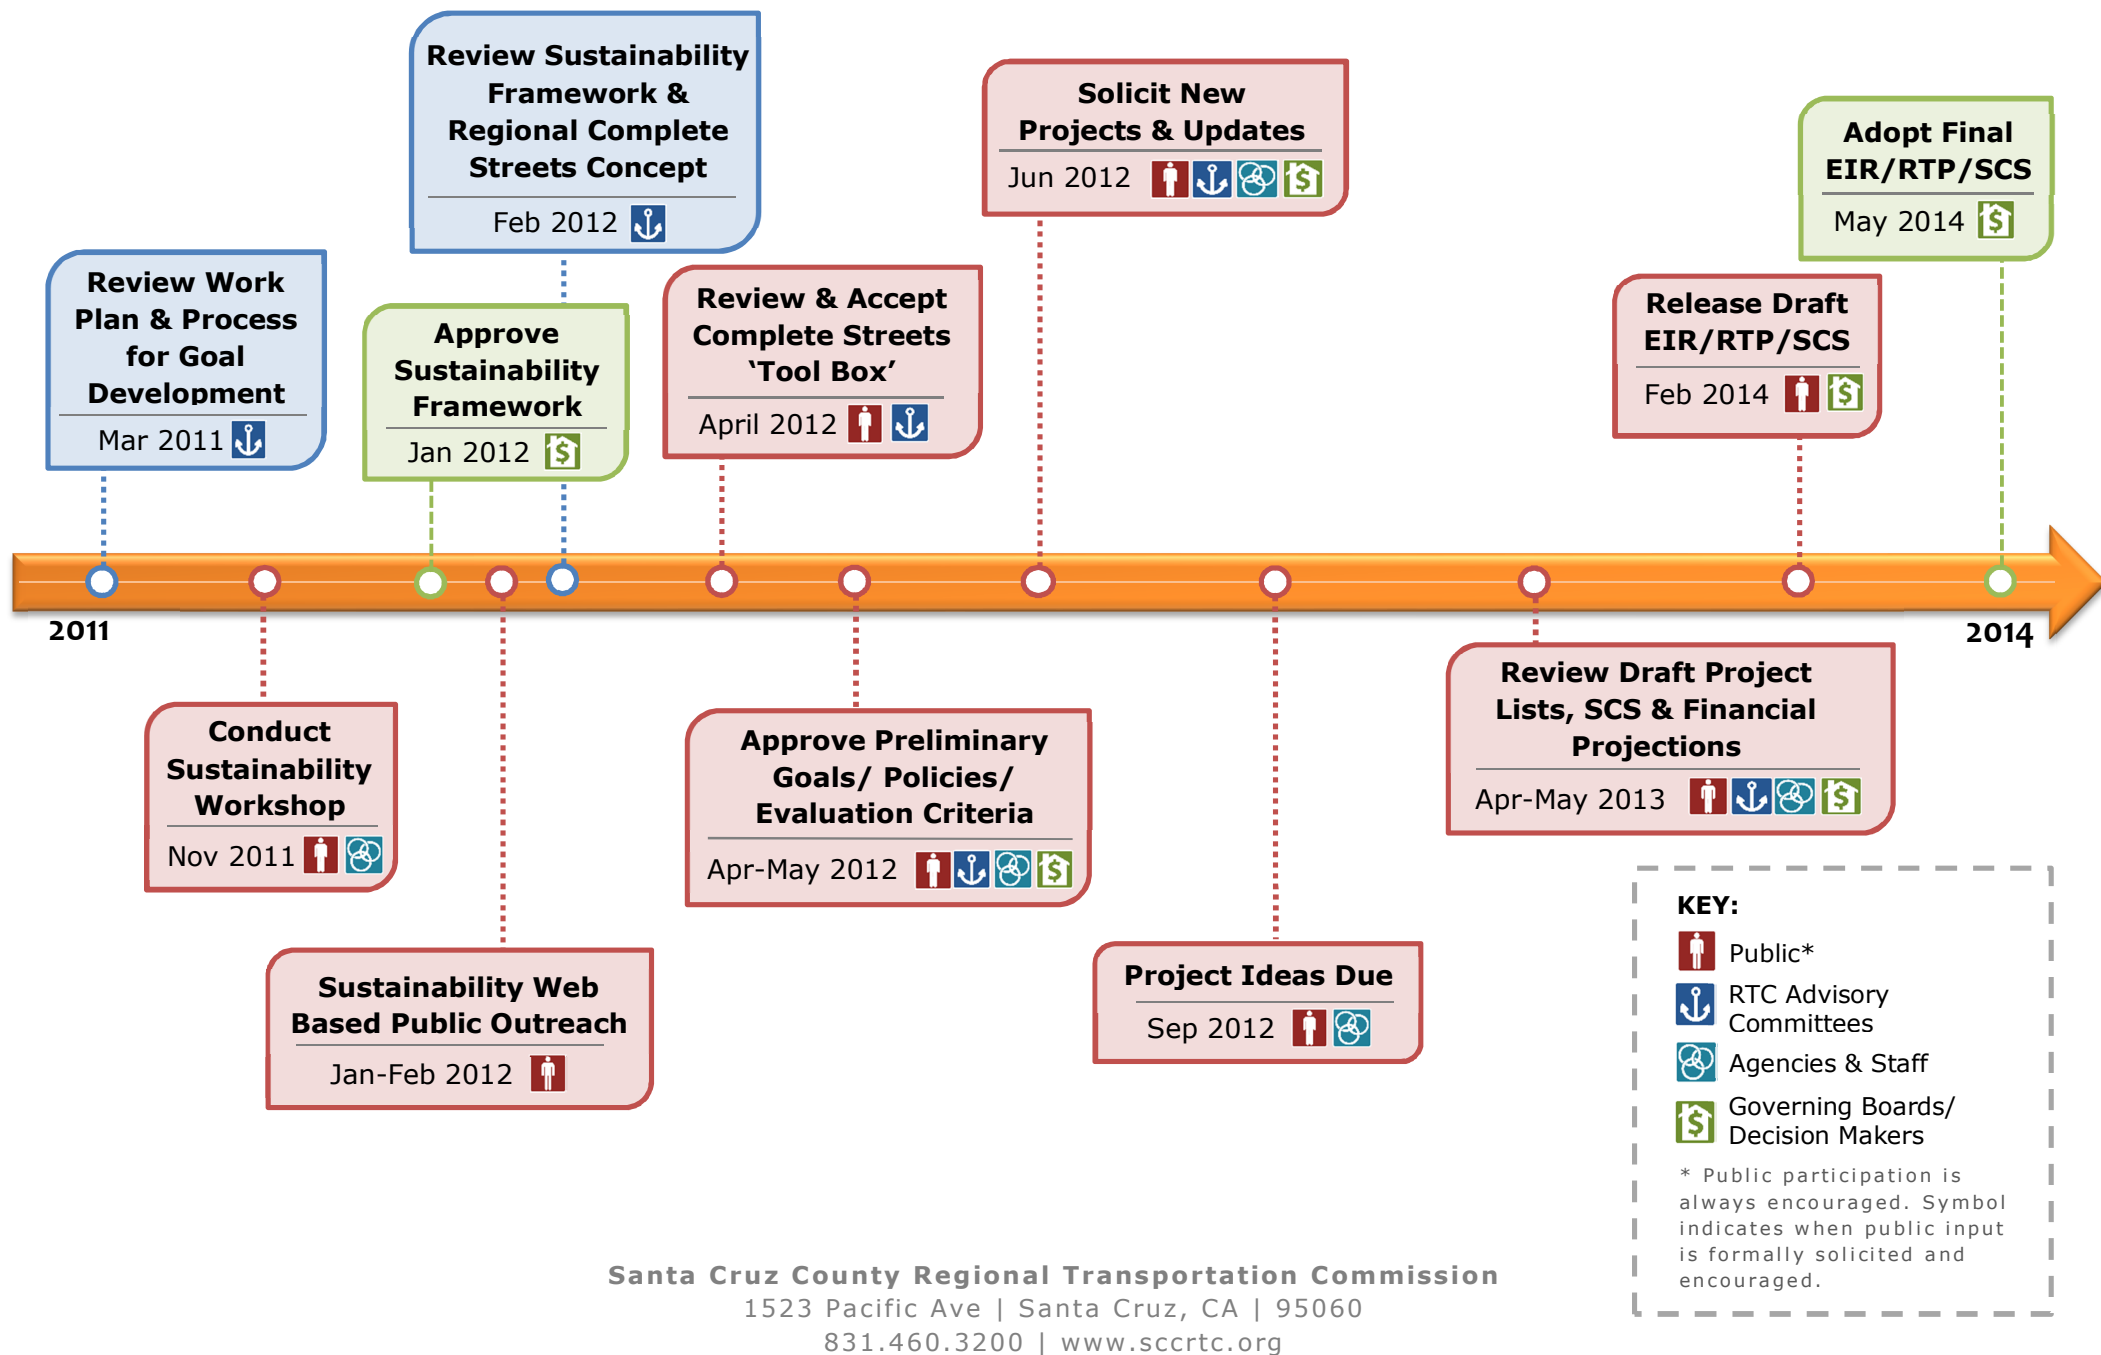 Review Sustainability
Framework &
Regional Complete
Streets Concept
Feb 2012
Solicit New
Projects & Updates
Jun 2012
Adopt Final
EIR/RTP/SCS
May 2014
Review Work
Plan & Process
for Goal
Development
Mar 2011
Approve
Sustainability
Framework
Jan 2012
Review & Accept
Complete Streets
‘Tool Box’
April 2012
Release Draft
EIR/RTP/SCS
Feb 2014
2011
2014
Conduct
Sustainability
Workshop
Nov 2011
Approve Preliminary
Goals/ Policies/
Evaluation Criteria
Apr-May 2012
Review Draft Project
Lists, SCS & Financial
Projections
Apr-May 2013
Sustainability Web
Based Public Outreach
Jan-Feb 2012
Project Ideas Due
Sep 2012
KEY:
Public*
RTC Advisory
Committees
Agencies & Staff
Governing Boards/
Decision Makers
* Public participation is
always encouraged. Symbol
indicates when public input
is formally solicited and
encouraged.
Santa Cruz County Regional Transportation Commission
1523 Pacific Ave | Santa Cruz, CA | 95060
831.460.3200 | www.sccrtc.org